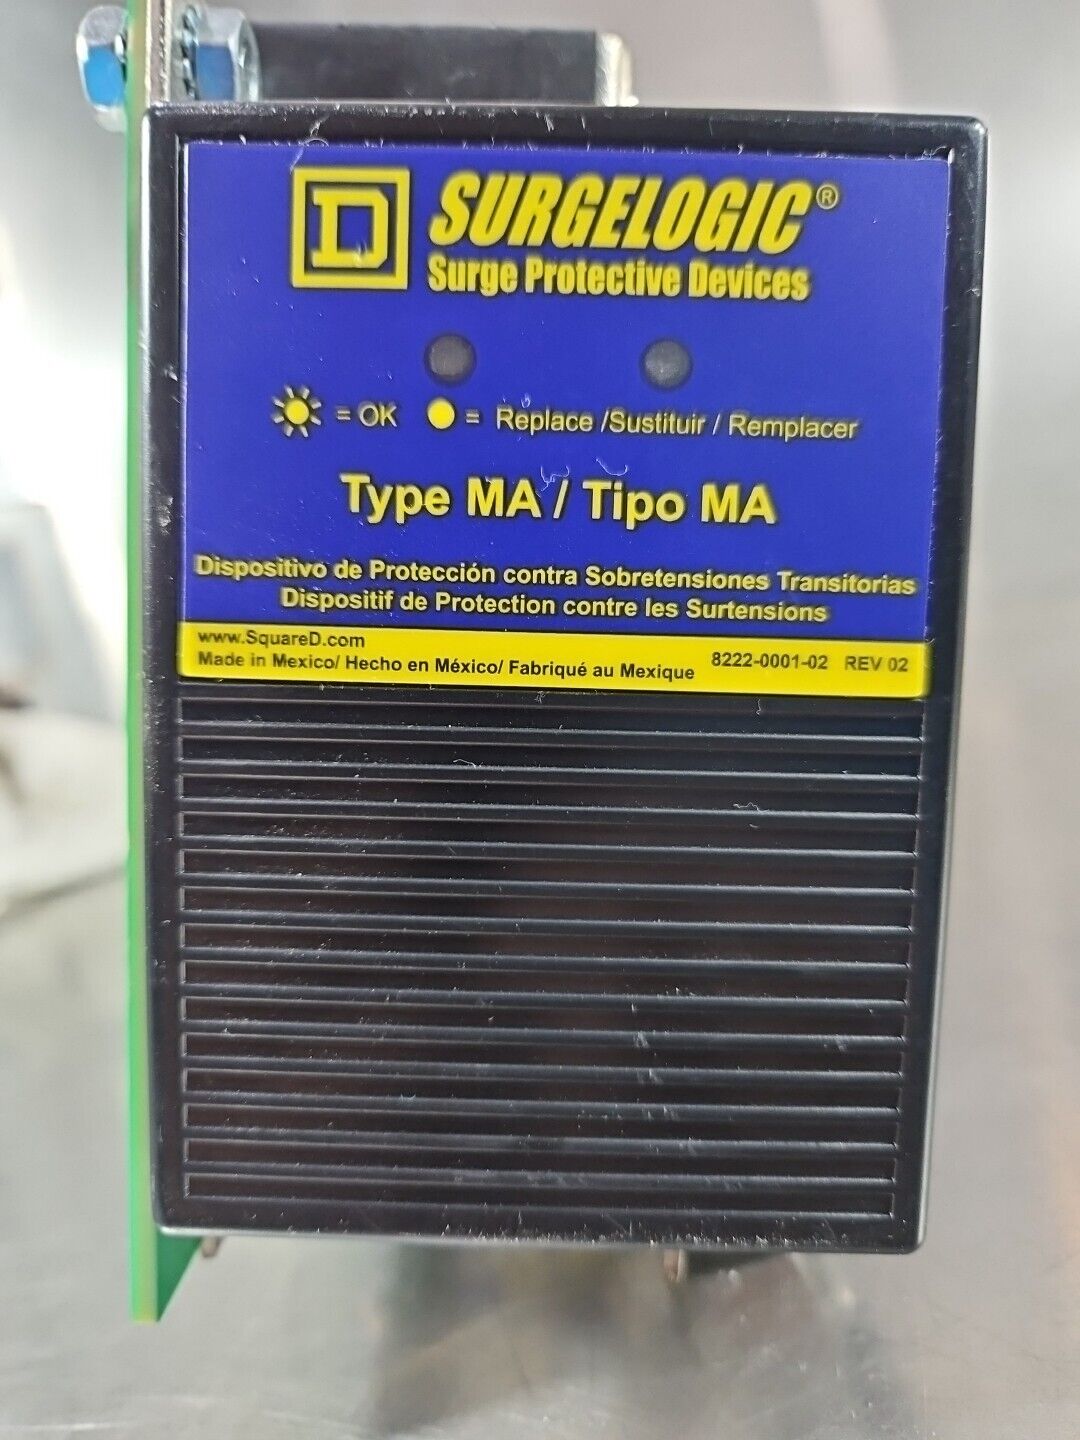 D SURGELOGIC®
Surge Protective Devices
= OK = Replace /Sustituir / Remplacer
Type MA / Tipo MA
Dispositivo de Protección contra Sobretensiones Transitorias
Dispositif de Protection contre les Surtensions
www.SquareD.com
Made in Mexico/ Hecho en México/ Fabriqué au Mexique 8222-0001-02 REV 02